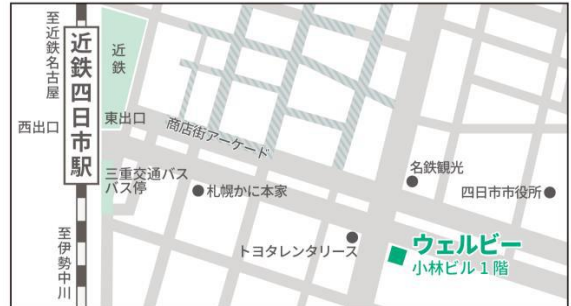 至近鉄名古屋
近鉄四日市駅
西出口
至伊勢中川
近鉄
東出口
三重交通バス
バス停
商店街アーケード
札幌かに本家
名鉄観光
四日市市役所
トヨタレンタリース
ウェルビー
小林ビル1階